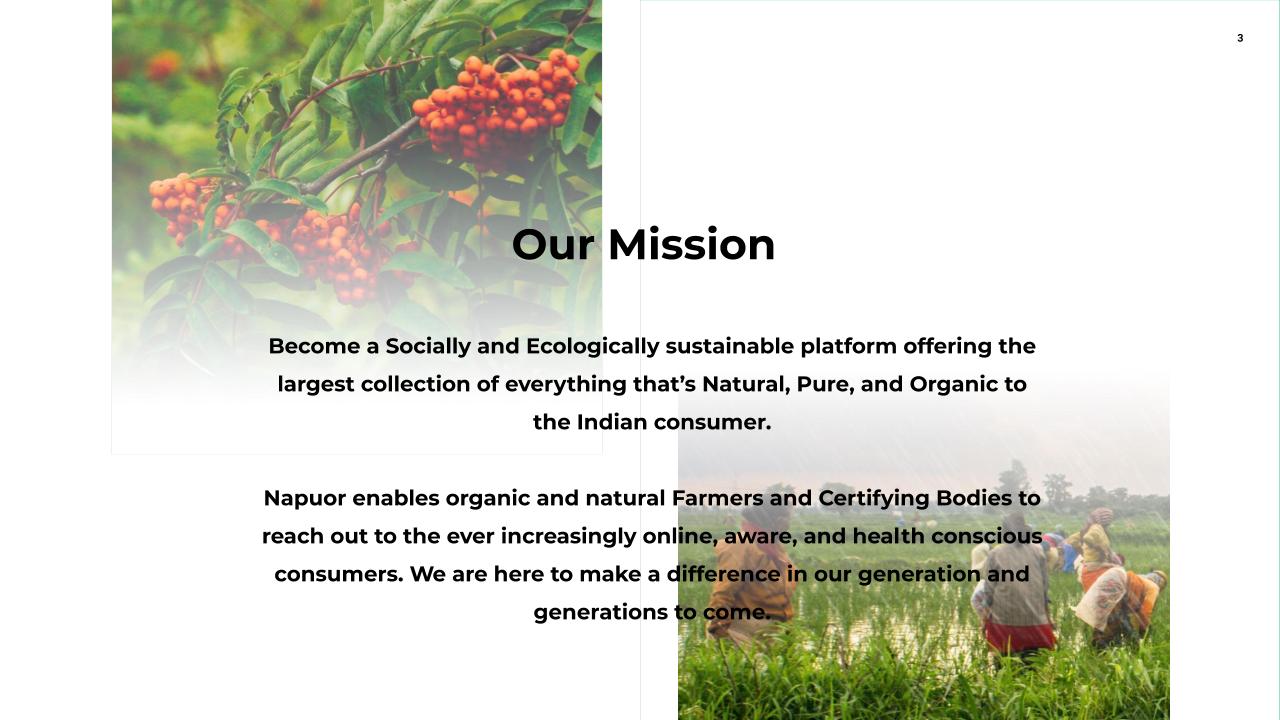 3
Our Mission
Become a Socially and Ecologically sustainable platform offering the
largest collection of everything that’s Natural, Pure, and Organic to
the Indian consumer.
Napuor enables organic and natural Farmers and Certifying Bodies to
reach out to the ever increasingly online, aware, and health conscious
consumers. We are here to make a difference in our generation and
generations to come.